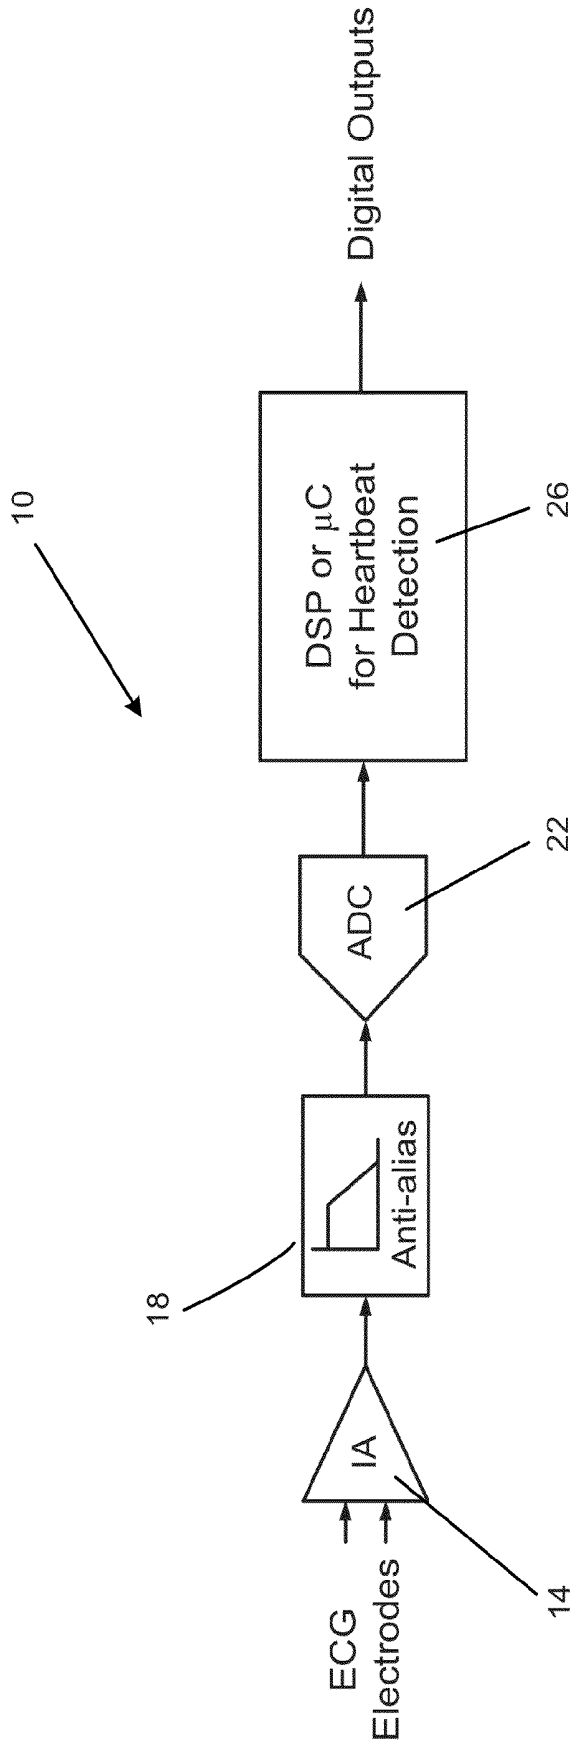 10
ECG
Electrodes
IA
14
18
Anti-alias
ADC
22
DSP or μC
for Heartbeat
Detection
26
Digital Outputs